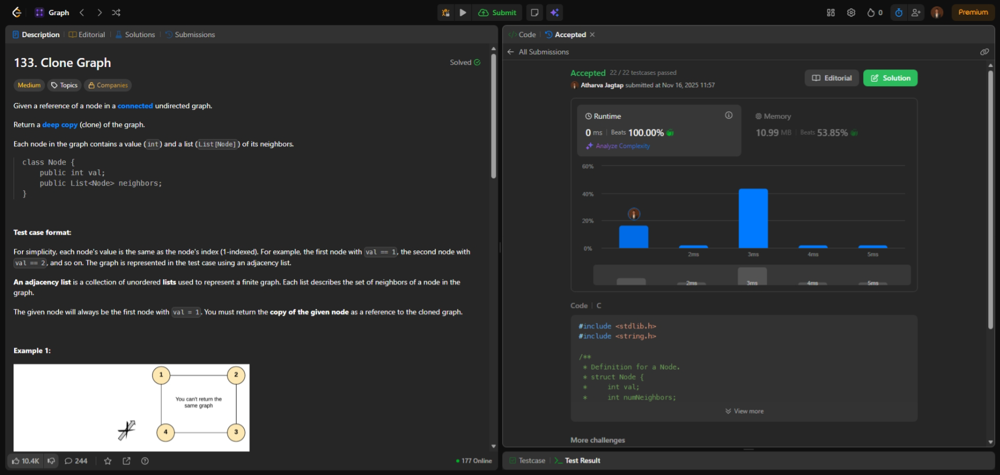 Graph
Submit
0
Premium
Description
Editorial
Solutions
Submissions
133. Clone Graph
Solved
Medium
Topics
Companies
Given a reference of a node in a connected undirected graph.
Return a deep copy (clone) of the graph.
Each node in the graph contains a value (int) and a list (List[Node]) of its neighbors.
class Node {
    public int val;
    public List<Node> neighbors;
}
Test case format:
For simplicity, each node's value is the same as the node's index (1-indexed). For example, the first node with val == 1, the second node with
val == 2, and so on. The graph is represented in the test case using an adjacency list.
An adjacency list is a collection of unordered lists used to represent a finite graph. Each list describes the set of neighbors of a node in the
graph.
The given node will always be the first node with val = 1. You must return the copy of the given node as a reference to the cloned graph.
Example 1:
1
2
You can't return the
same graph
4
3
10.4K
244
177 Online
Code
Accepted
All Submissions
Accepted 22 / 22 testcases passed
Atharva Jagtap submitted at Nov 16, 2025 11:57
Editorial
Solution
Runtime
0 ms | Beats 100.00%
Analyze Complexity
Memory
10.99 MB | Beats 53.85%
60%
40%
20%
0%
2ms
3ms
4ms
5ms
2ms
3ms
4ms
5ms
Code | C
#include <stdlib.h>
#include <string.h>
/**
 * Definition for a Node.
 * struct Node {
 *     int val;
 *     int numNeighbors;
View more
More challenges
Testcase
Test Result